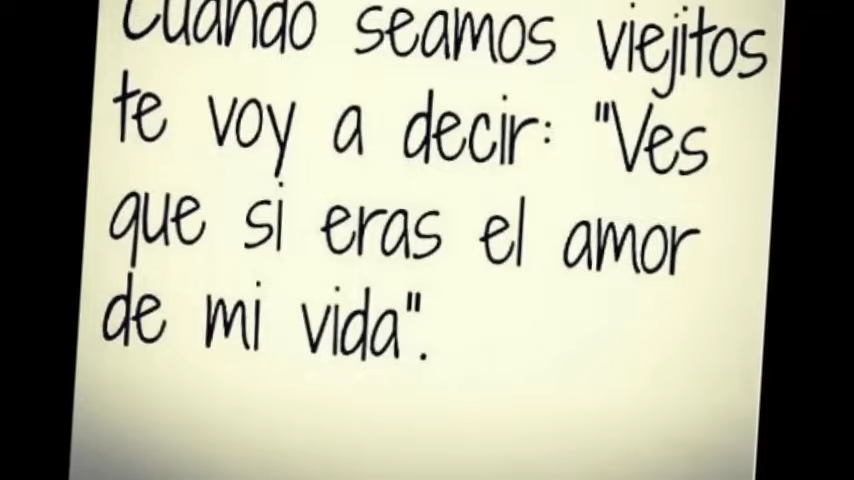 Cuando seamos viejitos
te voy a decir: "Ves
que si eras el amor
de mi vida".